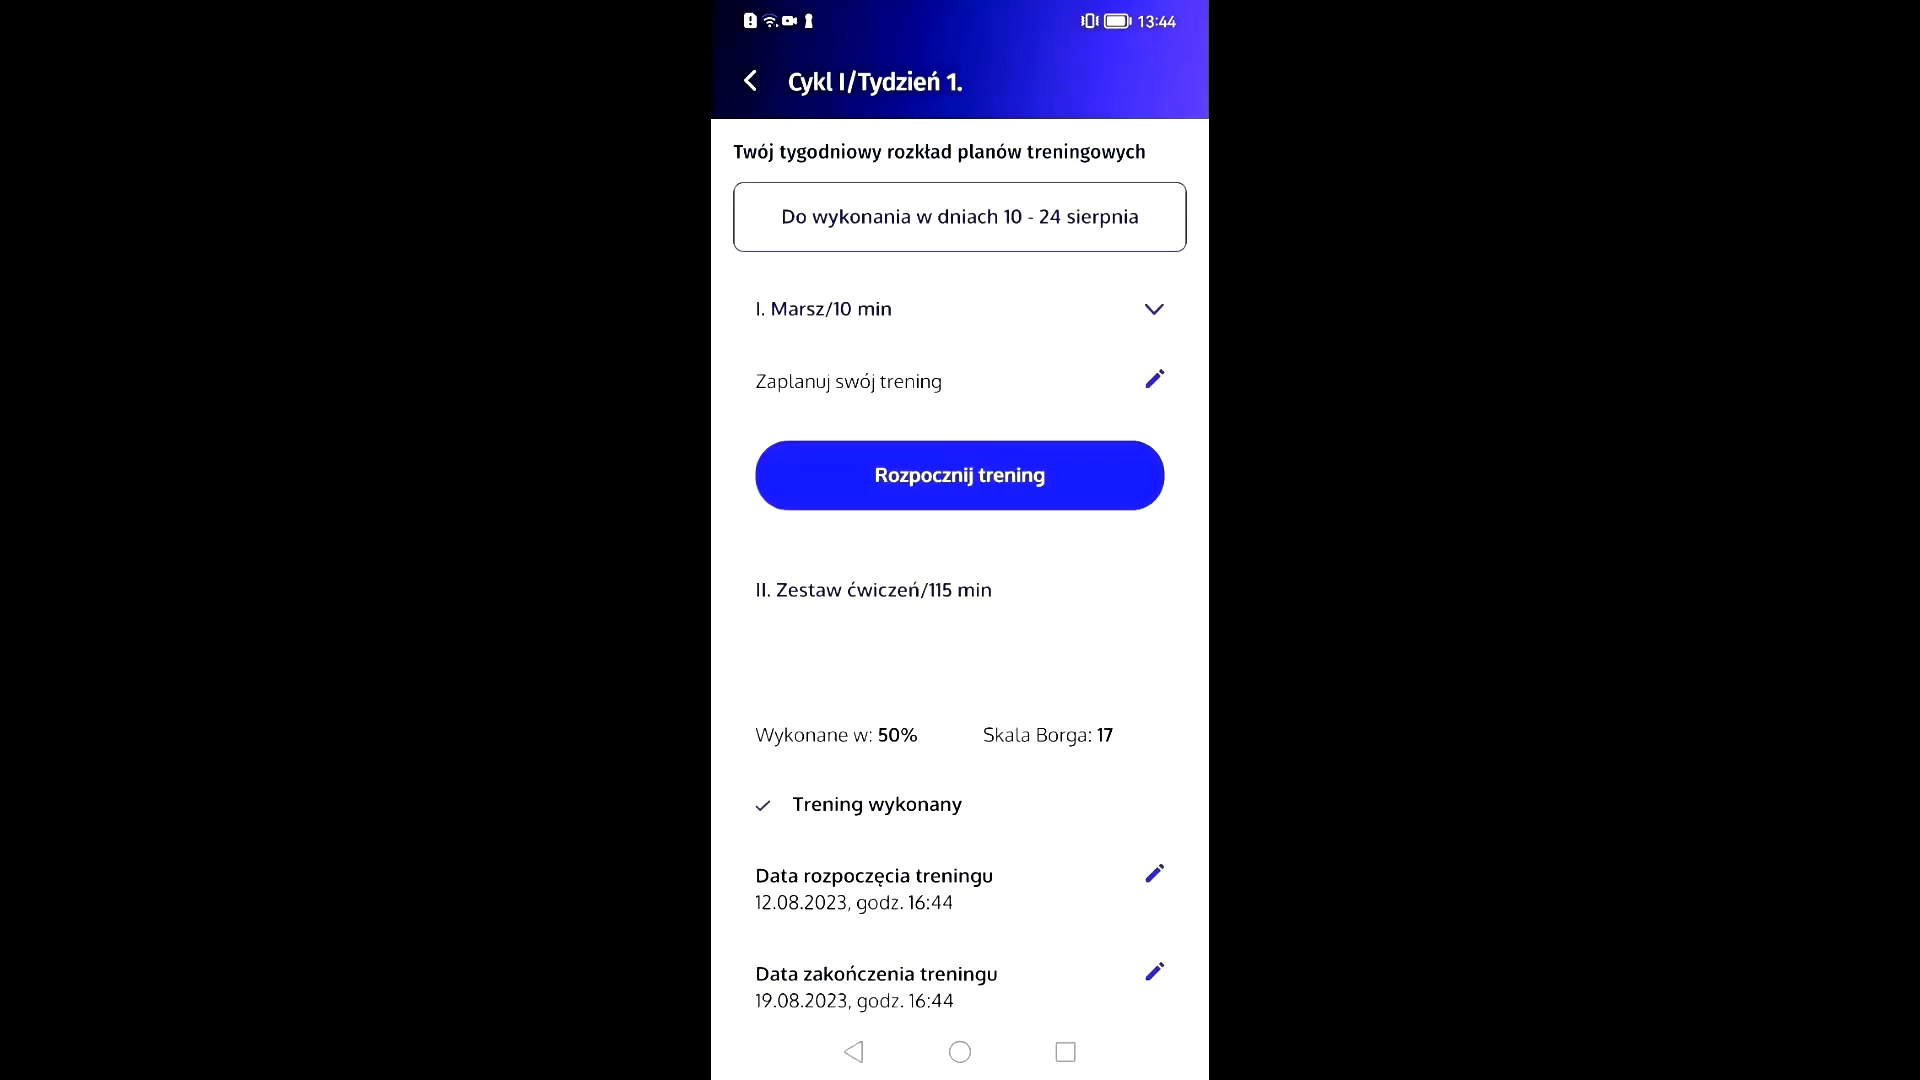 13:44
Cykl I/Tydzień 1.
Twój tygodniowy rozkład planów treningowych
Do wykonania w dniach 10 - 24 sierpnia
I. Marsz/10 min
Zaplanuj swój trening
Rozpocznij trening
II. Zestaw ćwiczeń/115 min
Wykonane w: 50% Skala Borga: 17
Trening wykonany
Data rozpoczęcia treningu
12.08.2023, godz. 16:44
Data zakończenia treningu
19.08.2023, godz. 16:44